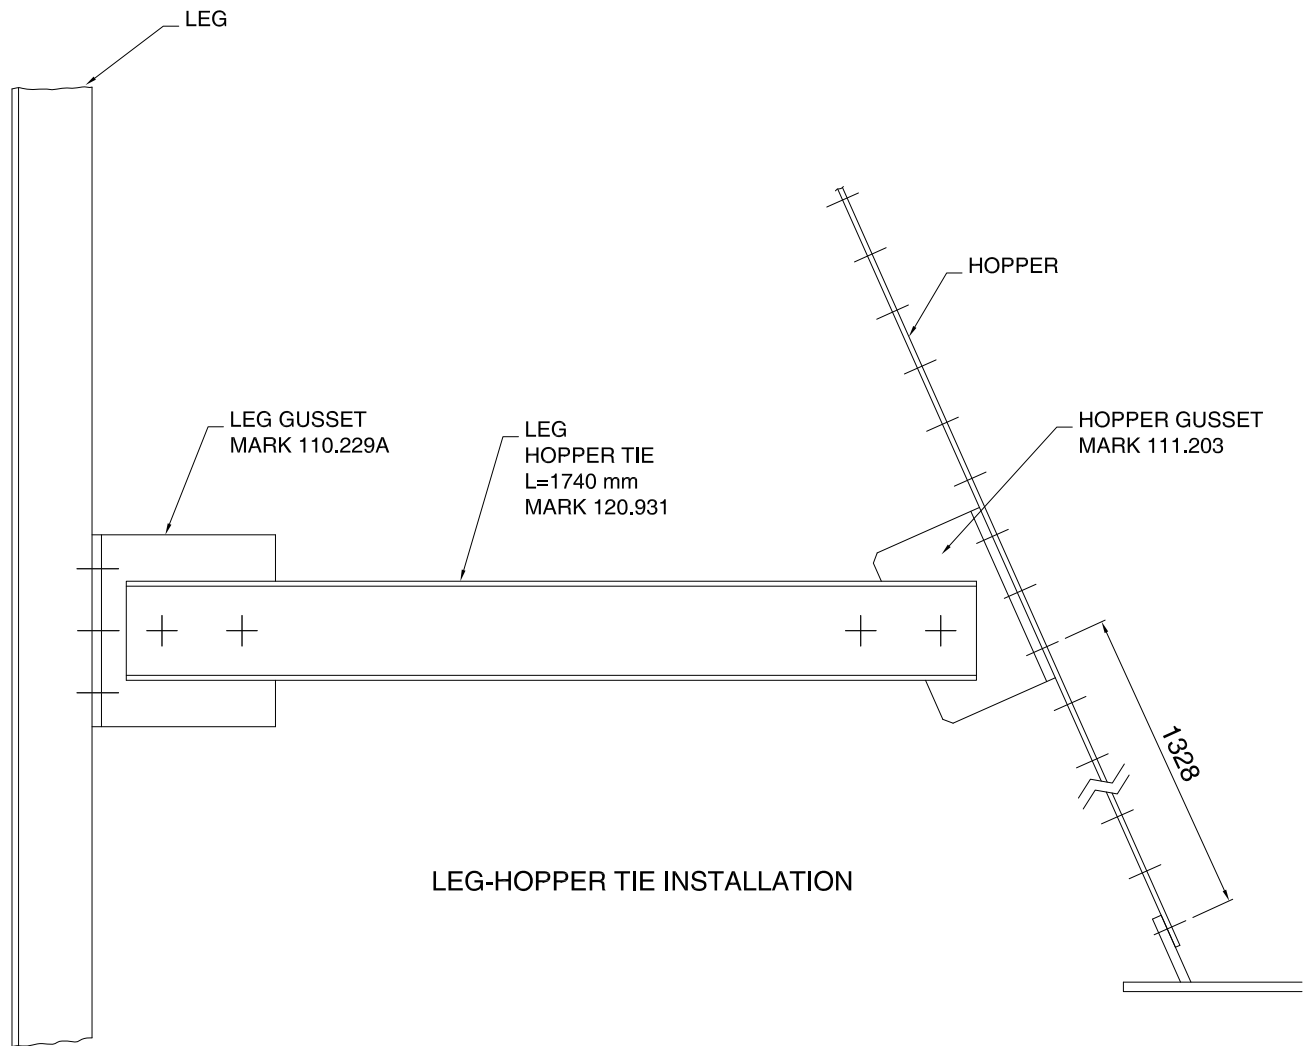 LEG
HOPPER
LEG GUSSET
MARK 110.229A
LEG
HOPPER TIE
L=1740 mm
MARK 120.931
HOPPER GUSSET
MARK 111.203
1328
LEG-HOPPER TIE INSTALLATION